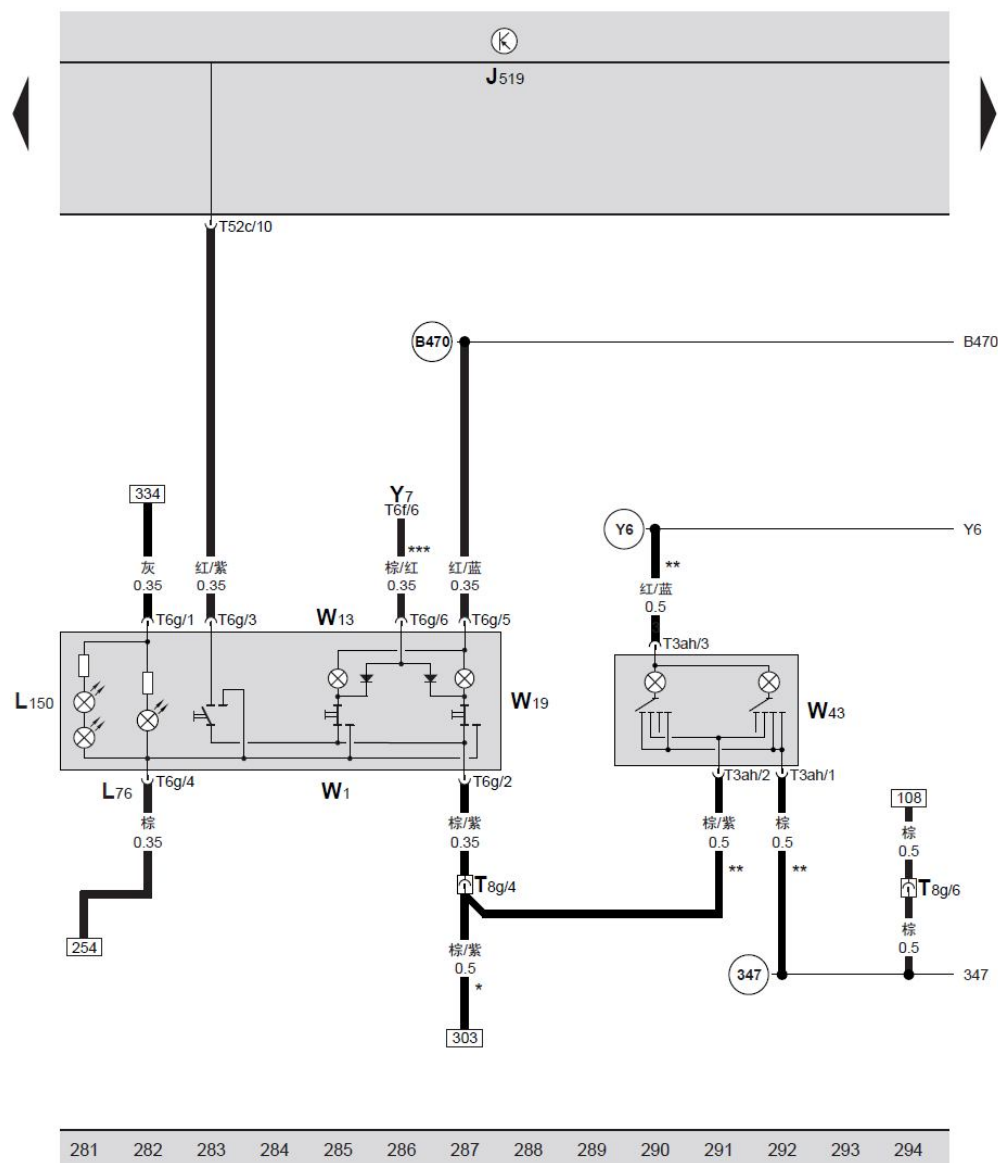 J519
T52c/10
B470
B470
334
Y7
T6f/6
Y6
Y6
***
**
灰
0.35
红/紫
0.35
棕/红
0.35
红/蓝
0.35
红/蓝
0.5
T6g/1
T6g/3
W13
T6g/6
T6g/5
T3ah/3
L150
W19
W43
L76
T6g/4
W1
T6g/2
T3ah/2
T3ah/1
108
棕
0.35
棕/紫
0.35
棕/紫
0.5
棕
0.5
棕
0.5
**
**
T8g/4
T8g/6
254
棕/紫
0.5
*
棕
0.5
347
347
303
281 282 283 284 285 286 287 288 289 290 291 292 293 294